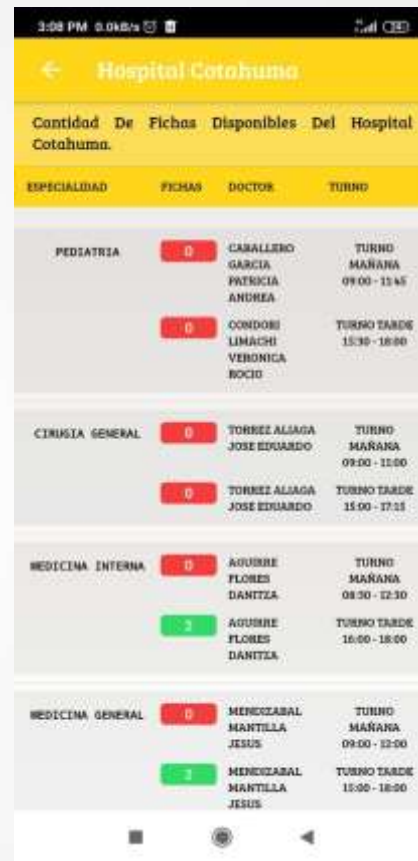 3:08 PM 0.0kB/s
Hospital Cotahuma
Cantidad De Fichas Disponibles Del Hospital
Cotahuma.
ESPECIALIDAD FICHAS DOCTOR TURNO
PEDIATRIA 0 CABALLERO TURNO
GARCIA MAÑANA
PATRICIA 09:00 - 11:45
ANDREA
0 CONDORI TURNO TARDE
LIMACHI 15:30 - 18:00
VERONICA
ROCIO
CIRUGIA GENERAL 0 TORREZ ALIAGA TURNO
JOSE EDUARDO MAÑANA
09:00 - 11:00
0 TORREZ ALIAGA TURNO TARDE
JOSE EDUARDO 15:00 - 17:15
MEDICINA INTERNA 0 AGUIRRE TURNO
FLORES MAÑANA
DANITZA 08:30 - 12:30
AGUIRRE TURNO TARDE
FLORES 16:00 - 18:00
DANITZA
MEDICINA GENERAL 0 MENDIZABAL TURNO
MANTILLA MAÑANA
JESUS 09:00 - 12:00
MENDIZABAL TURNO TARDE
MANTILLA 15:00 - 18:00
JESUS